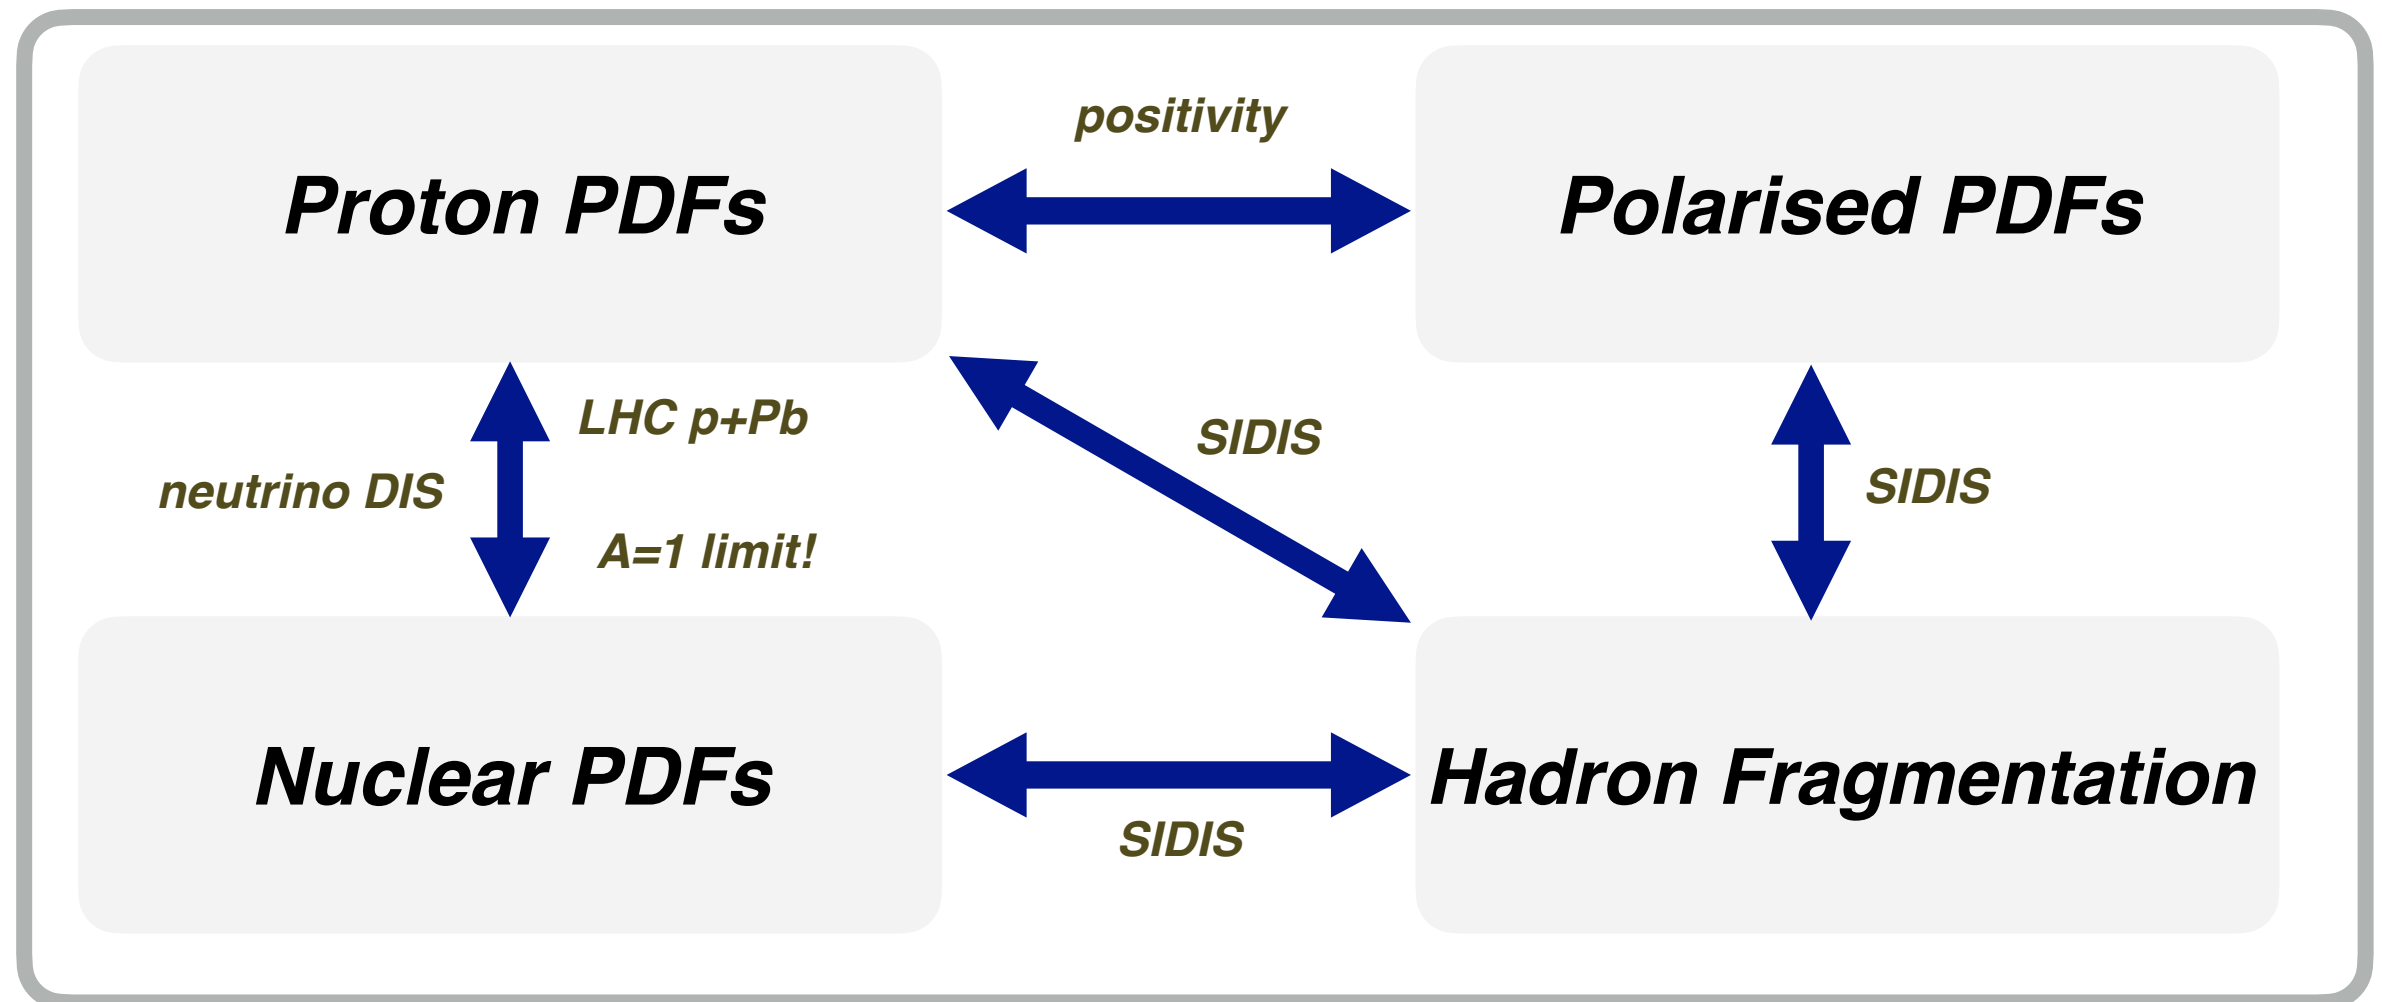 positivity
Proton PDFs
Polarised PDFs
LHC p+Pb
SIDIS
neutrino DIS
SIDIS
A=1 limit!
Nuclear PDFs
Hadron Fragmentation
SIDIS